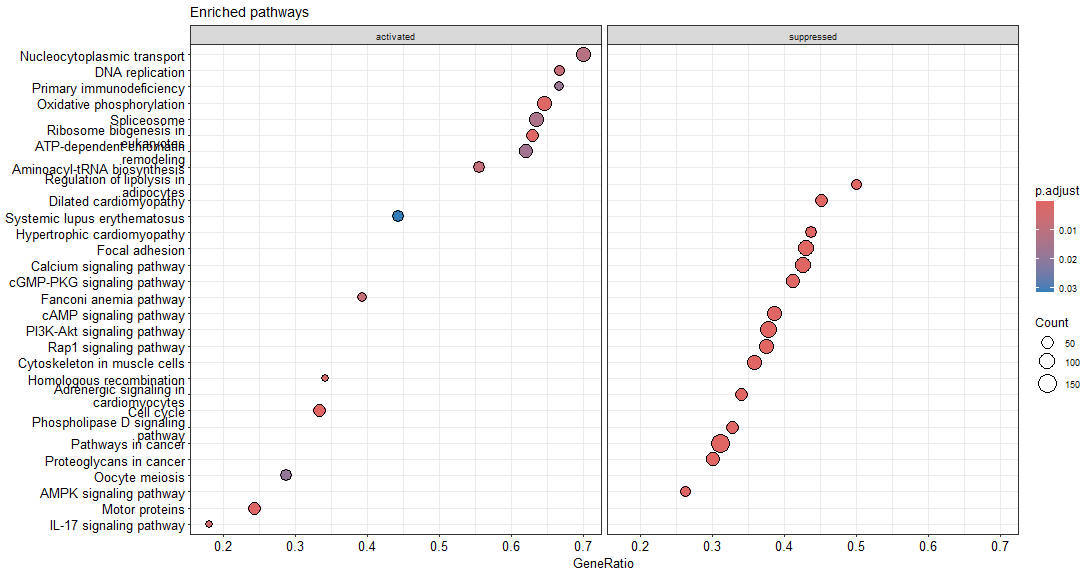 Enriched pathways
activated
suppressed
Nucleocytoplasmic transport
DNA replication
Primary immunodeficiency
Oxidative phosphorylation
Spliceosome
Ribosome biogenesis in
eukaryotes
ATP-dependent chromatin
remodeling
Aminoacyl-tRNA biosynthesis
Regulation of lipolysis in
adipocytes
Dilated cardiomyopathy
Systemic lupus erythematosus
Hypertrophic cardiomyopathy
Focal adhesion
Calcium signaling pathway
cGMP-PKG signaling pathway
Fanconi anemia pathway
cAMP signaling pathway
PI3K-Akt signaling pathway
Rap1 signaling pathway
Cytoskeleton in muscle cells
Homologous recombination
Adrenergic signaling in
cardiomyocytes
Cell cycle
Phospholipase D signaling
pathway
Pathways in cancer
Proteoglycans in cancer
Oocyte meiosis
AMPK signaling pathway
Motor proteins
IL-17 signaling pathway
0.2 0.3 0.4 0.5 0.6 0.7
0.2 0.3 0.4 0.5 0.6 0.7
GeneRatio
p.adjust
0.01
0.02
0.03
Count
50
100
150